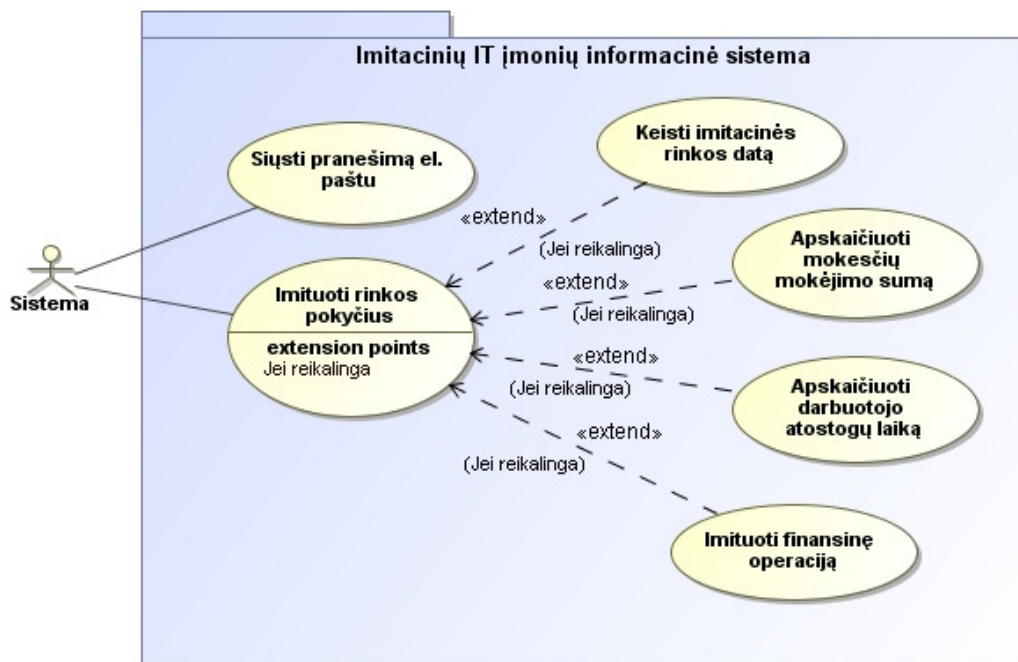 Imitacinių IT įmonių informacinė sistema
Siųsti pranešimą el.
paštu
Keisti imitacinės
rinkos datą
«extend»
(Jei reikalinga)
Apskaičiuoti
mokesčių
mokėjimo sumą
«extend»
(Jei reikalinga)
Sistema
Imituoti rinkos
pokyčius
extension points
Jei reikalinga
«extend»
(Jei reikalinga)
Apskaičiuoti
darbuotojo
atostogų laiką
«extend»
(Jei reikalinga)
Imituoti finansinę
operaciją